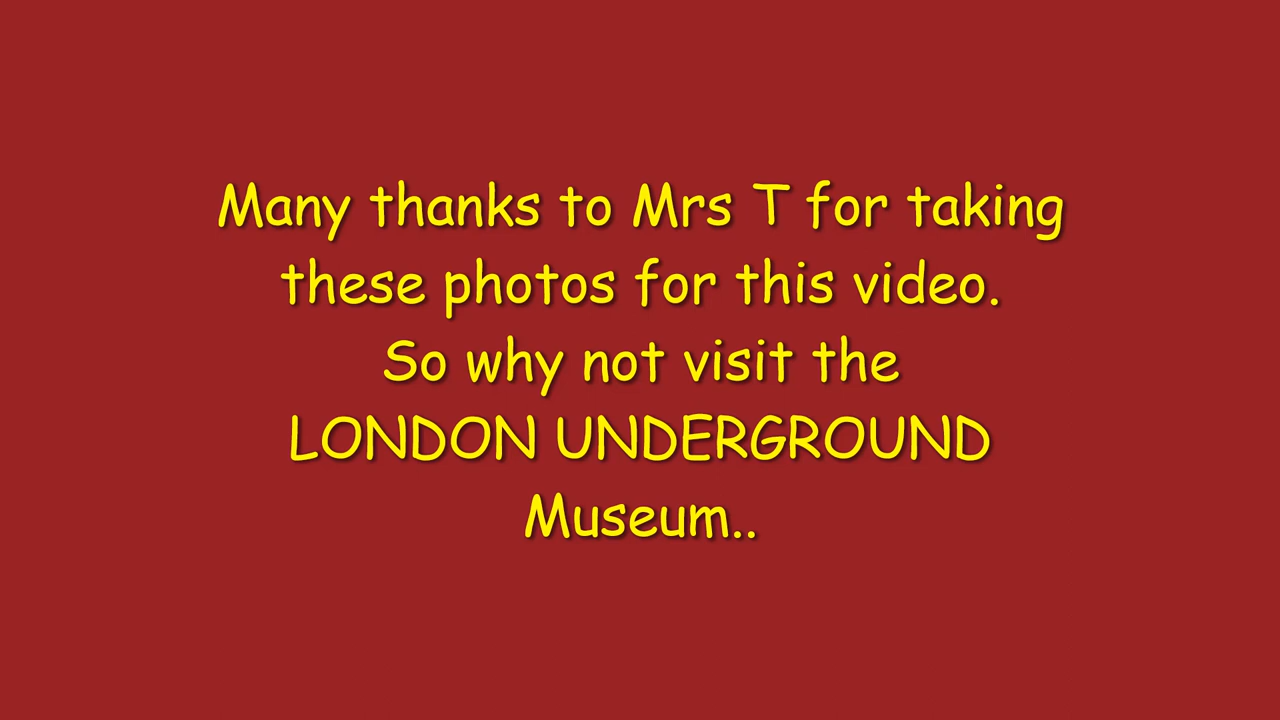 Many thanks to Mrs T for taking
these photos for this video.
So why not visit the
LONDON UNDERGROUND
Museum..